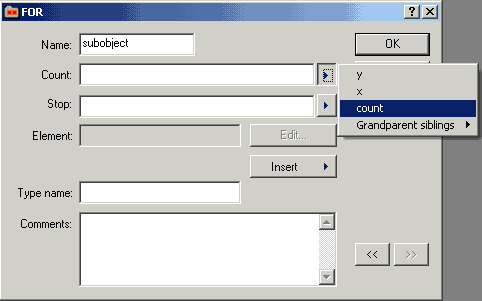 FOR
Name: subobject
OK
Count:
y
x
Stop:
count
Grandparent siblings
Element:
Edit...
Insert
Type name:
Comments:
<< >>